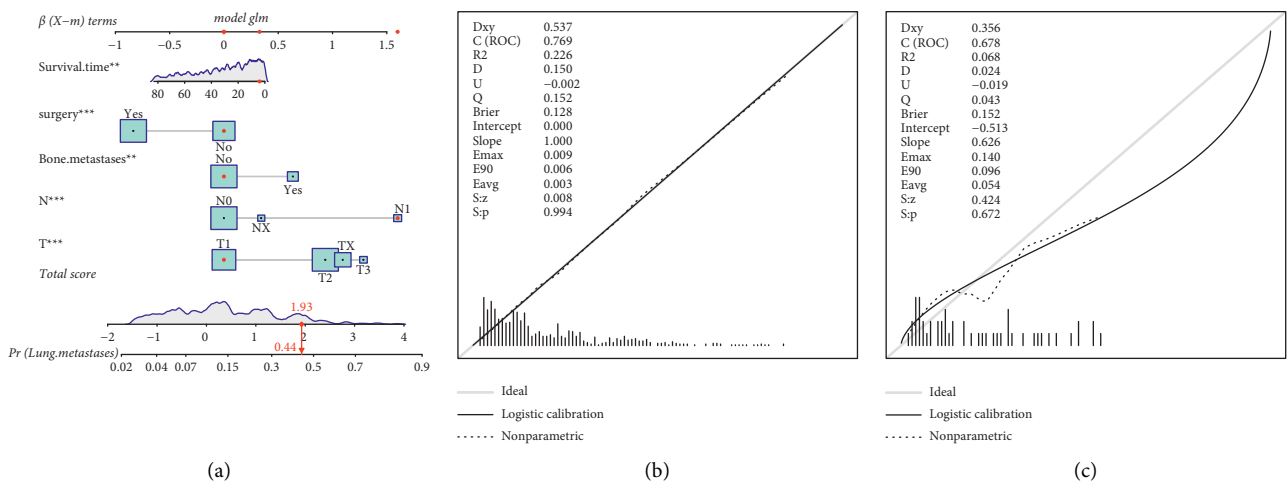 β (X−m) terms
model glm
−1 −0.5 0 0.5 1 1.5
Survival.time**
80 60 40 20 0
surgery***
Yes
No
Bone.metastases**
No
Yes
N***
N0
NX
N1
T***
T1
T2
TX
T3
Total score
1.93
−2 −1 0 1 2 3 4
Pr (Lung.metastases)
0.44
0.02 0.04 0.07 0.15 0.3 0.5 0.7 0.9
(a)
Dxy 0.537
C (ROC) 0.769
R2 0.226
D 0.150
U −0.002
Q 0.152
Brier 0.128
Intercept 0.000
Slope 1.000
Emax 0.009
E90 0.006
Eavg 0.003
S:z 0.008
S:p 0.994
Ideal
Logistic calibration
Nonparametric
(b)
Dxy 0.356
C (ROC) 0.678
R2 0.068
D 0.024
U −0.019
Q 0.043
Brier 0.152
Intercept −0.513
Slope 0.626
Emax 0.140
E90 0.096
Eavg 0.054
S:z 0.424
S:p 0.672
Ideal
Logistic calibration
Nonparametric
(c)